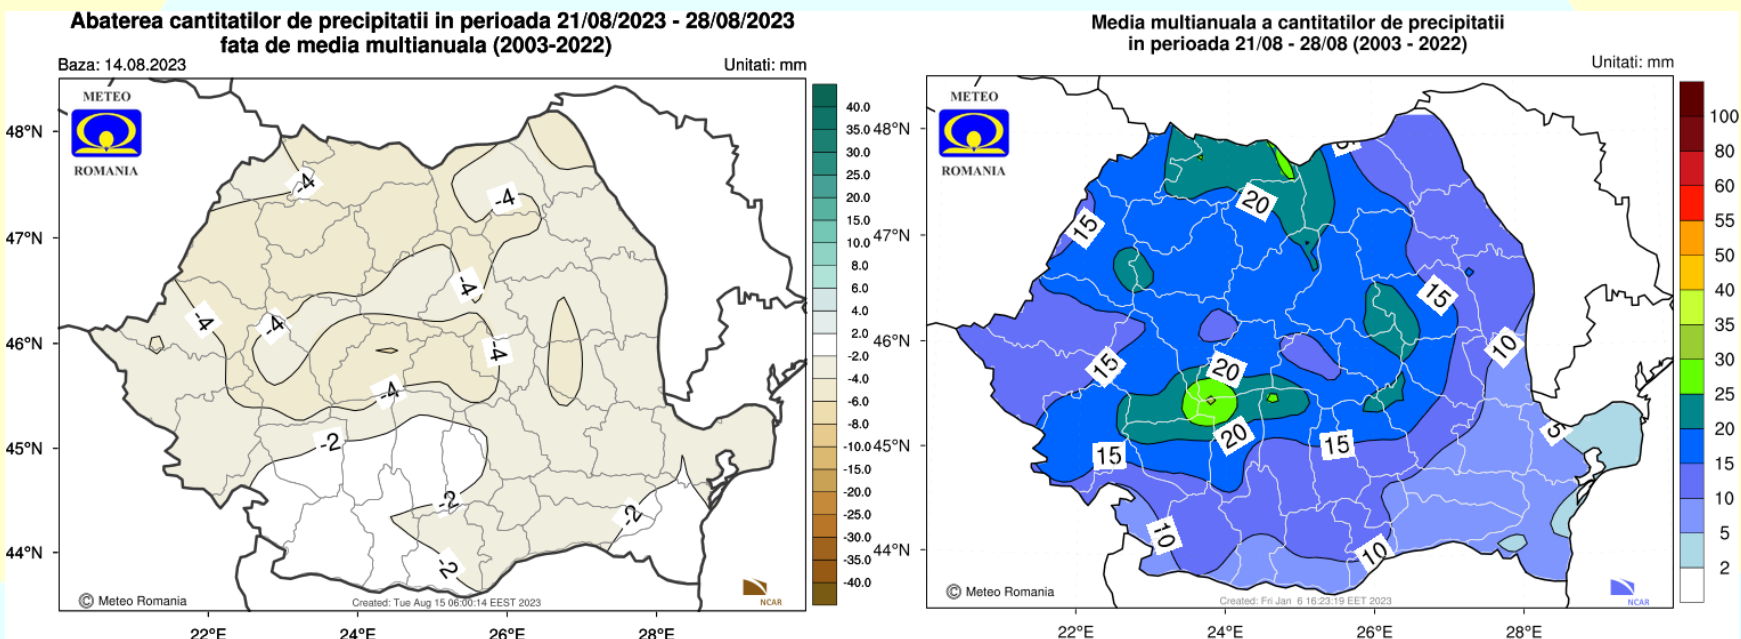 Abaterea cantitatilor de precipitatii in perioada 21/08/2023 - 28/08/2023
fata de media multianuala (2003-2022)
Baza: 14.08.2023
Unitati: mm
METEO
ROMANIA
48°N
47°N
46°N
45°N
44°N
22°E
24°E
26°E
28°E
-4
-4
-4
-4
-4
-4
-4
-2
-2
-2
-2
40.0
35.0
30.0
25.0
20.0
15.0
10.0
8.0
6.0
4.0
2.0
-2.0
-4.0
-6.0
-8.0
-10.0
-15.0
-20.0
-25.0
-30.0
-35.0
-40.0
© Meteo Romania
Created: Tue Aug 15 06:00:14 EEST 2023
NCAR
Media multianuala a cantitatilor de precipitatii
in perioada 21/08 - 28/08 (2003 - 2022)
Unitati: mm
METEO
ROMANIA
48°N
47°N
46°N
45°N
44°N
22°E
24°E
26°E
28°E
20
15
15
10
15
20
20
15
15
5
10
10
100
80
60
55
50
40
35
30
25
20
15
10
5
2
© Meteo Romania
Created: Fri Jan 6 16:23:19 EET 2023
NCAR